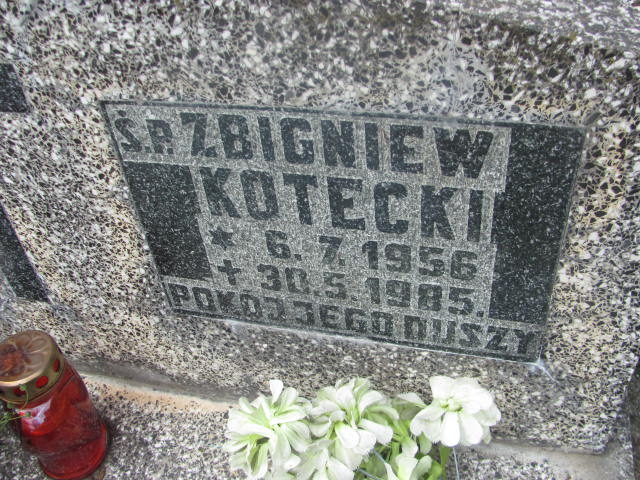 Ś.P. ZBIGNIEW
KOTECKI
* 6. 7. 1956
+ 30.5.1985.
POKÓJ JEGO DUSZY